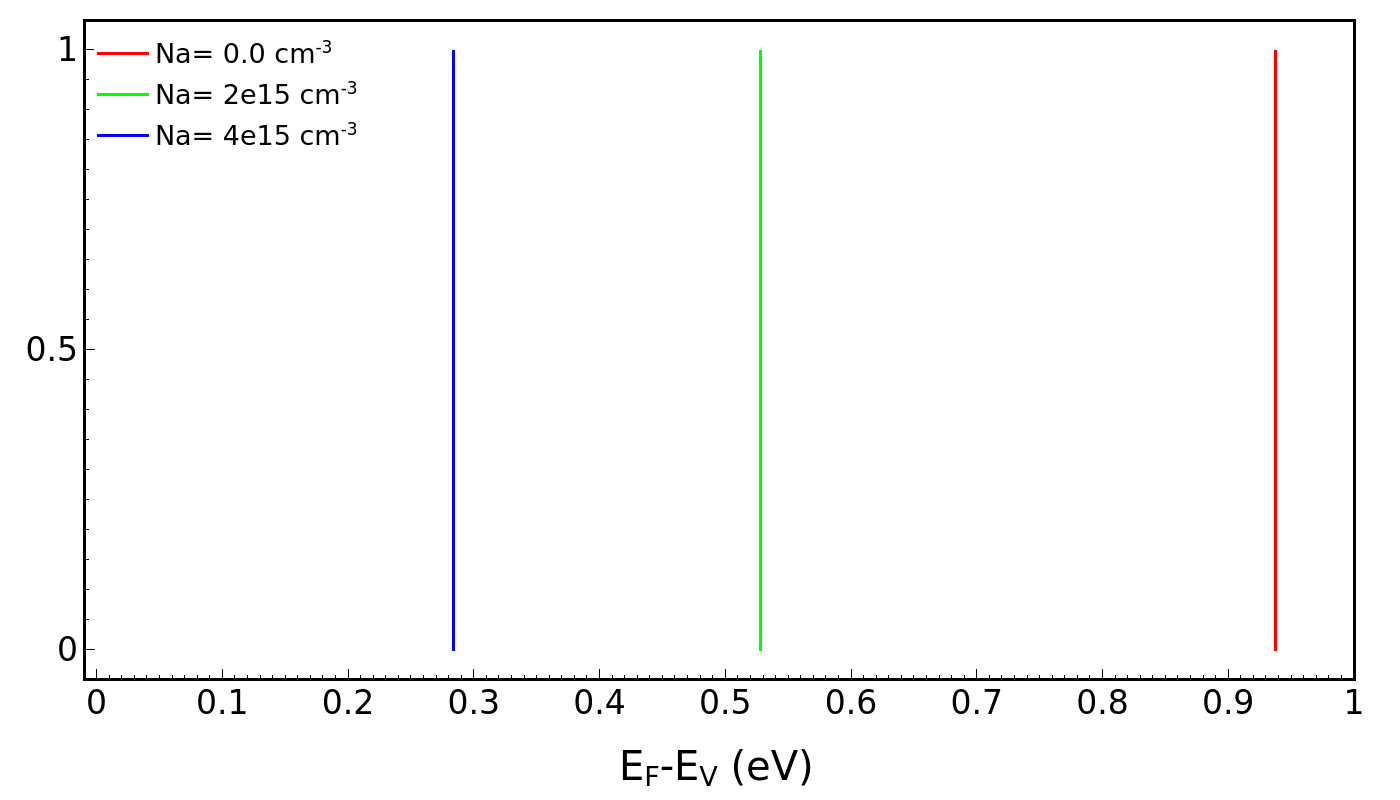 1
Na= 0.0 cm-3
Na= 2e15 cm-3
Na= 4e15 cm-3
0.5
0
0 0.1 0.2 0.3 0.4 0.5 0.6 0.7 0.8 0.9 1
EF-EV (eV)